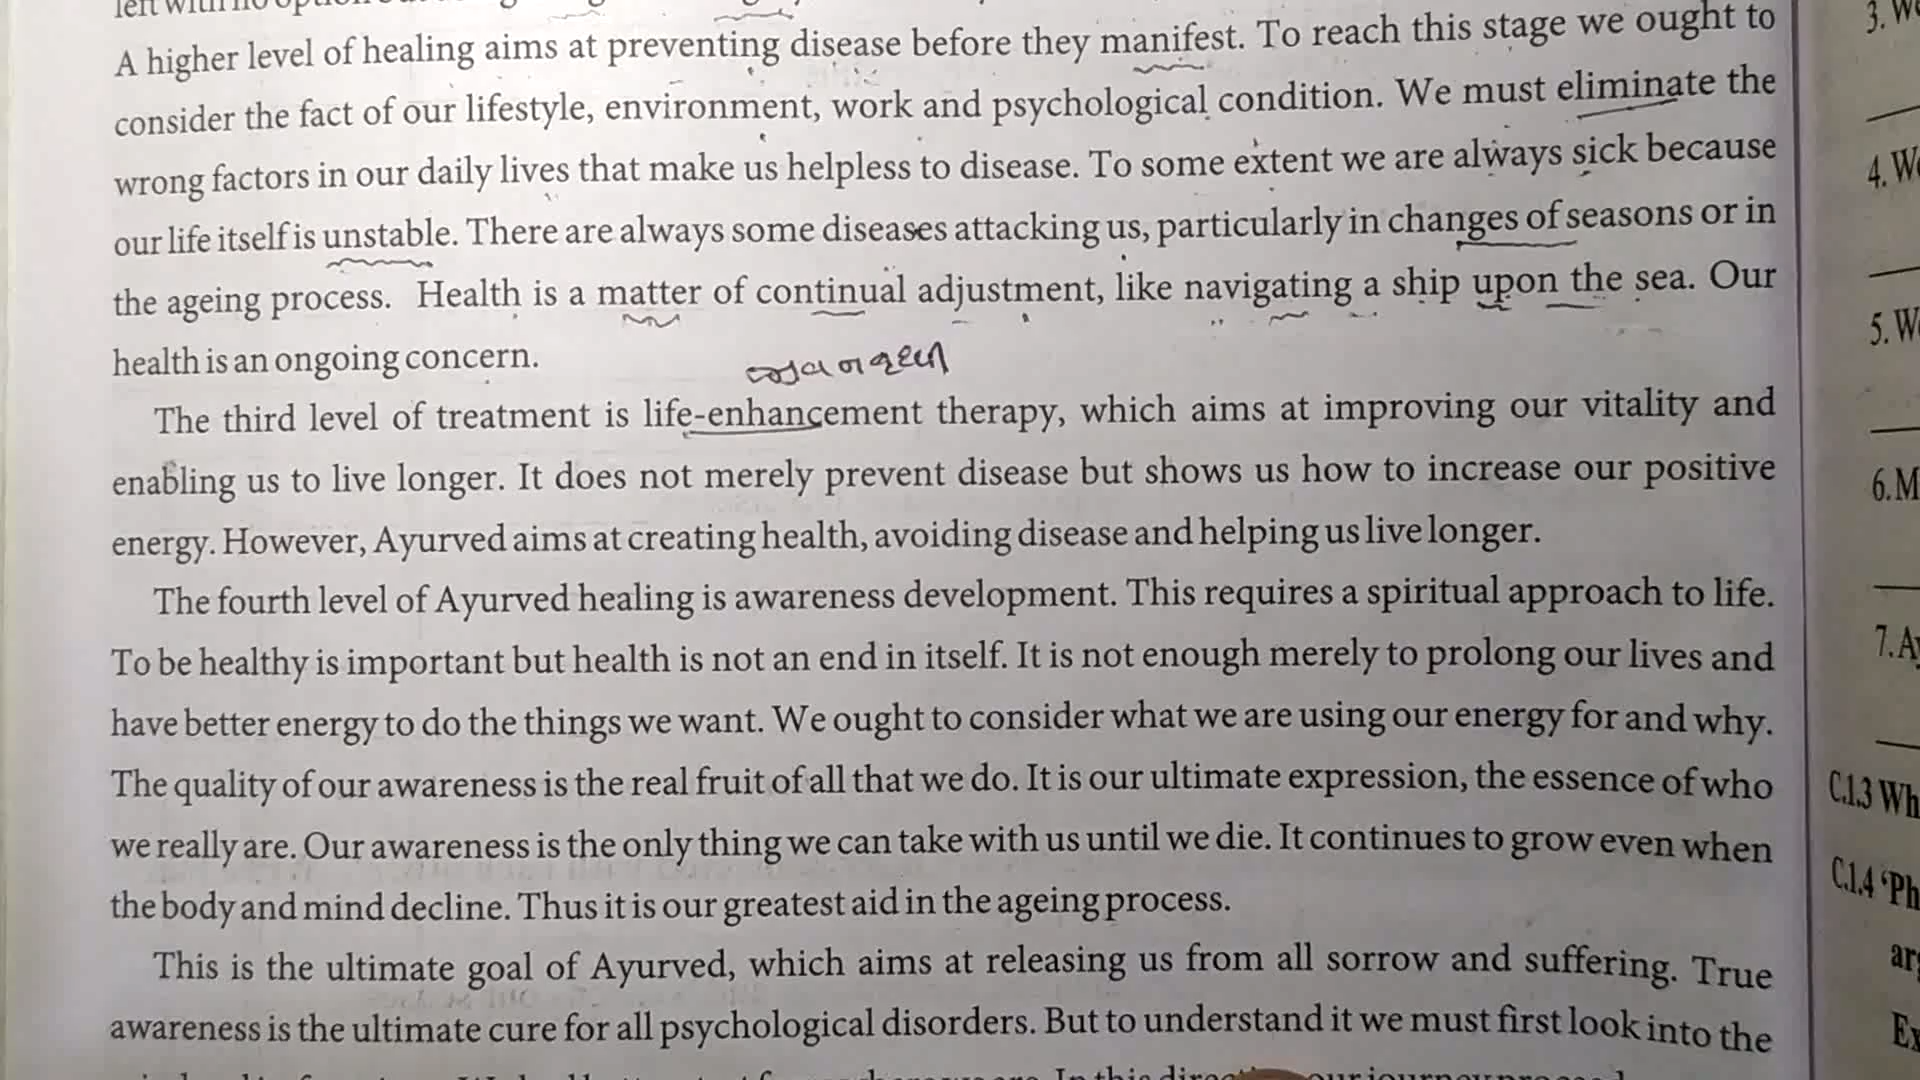 left with no option
A higher level of healing aims at preventing disease before they manifest. To reach this stage we ought to
consider the fact of our lifestyle, environment, work and psychological condition. We must eliminate the
wrong factors in our daily lives that make us helpless to disease. To some extent we are always sick because
our life itself is unstable. There are always some diseases attacking us, particularly in changes of seasons or in
the ageing process. Health is a matter of continual adjustment, like navigating a ship upon the sea. Our
health is an ongoing concern.
The third level of treatment is life-enhancement therapy, which aims at improving our vitality and
enabling us to live longer. It does not merely prevent disease but shows us how to increase our positive
energy. However, Ayurved aims at creating health, avoiding disease and helping us live longer.
The fourth level of Ayurved healing is awareness development. This requires a spiritual approach to life.
To be healthy is important but health is not an end in itself. It is not enough merely to prolong our lives and
have better energy to do the things we want. We ought to consider what we are using our energy for and why.
The quality of our awareness is the real fruit of all that we do. It is our ultimate expression, the essence of who
we really are. Our awareness is the only thing we can take with us until we die. It continues to grow even when
the body and mind decline. Thus it is our greatest aid in the ageing process.
This is the ultimate goal of Ayurved, which aims at releasing us from all sorrow and suffering. True
awareness is the ultimate cure for all psychological disorders. But to understand it we must first look into the
In this our journey
3. We
4. We
5. W
6. M
7. Ay
C.1.3 Wh
C.1.4 ‘Ph
arg
Ex